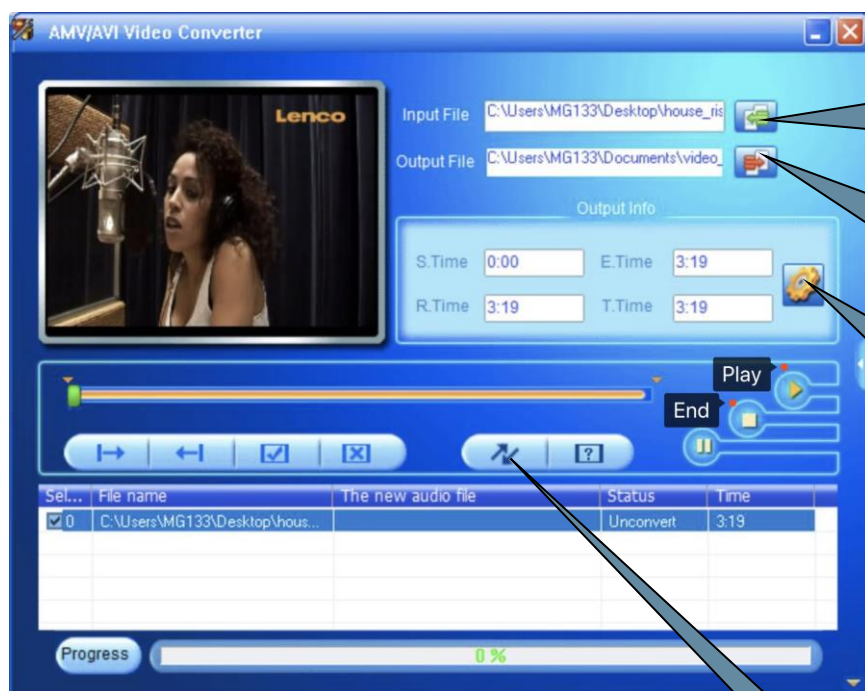 AMV/AVI Video Converter
Lenco
Input File C:\Users\MG133\Desktop\house_ris
Output File C:\Users\MG133\Documents\video_
Output Info
S.Time 0:00 E.Time 3:19
R.Time 3:19 T.Time 3:19
Play
End
?
Sel... File name The new audio file Status Time
0 C:\Users\MG133\Desktop\hous... Unconvert 3:19
Progress 0 %